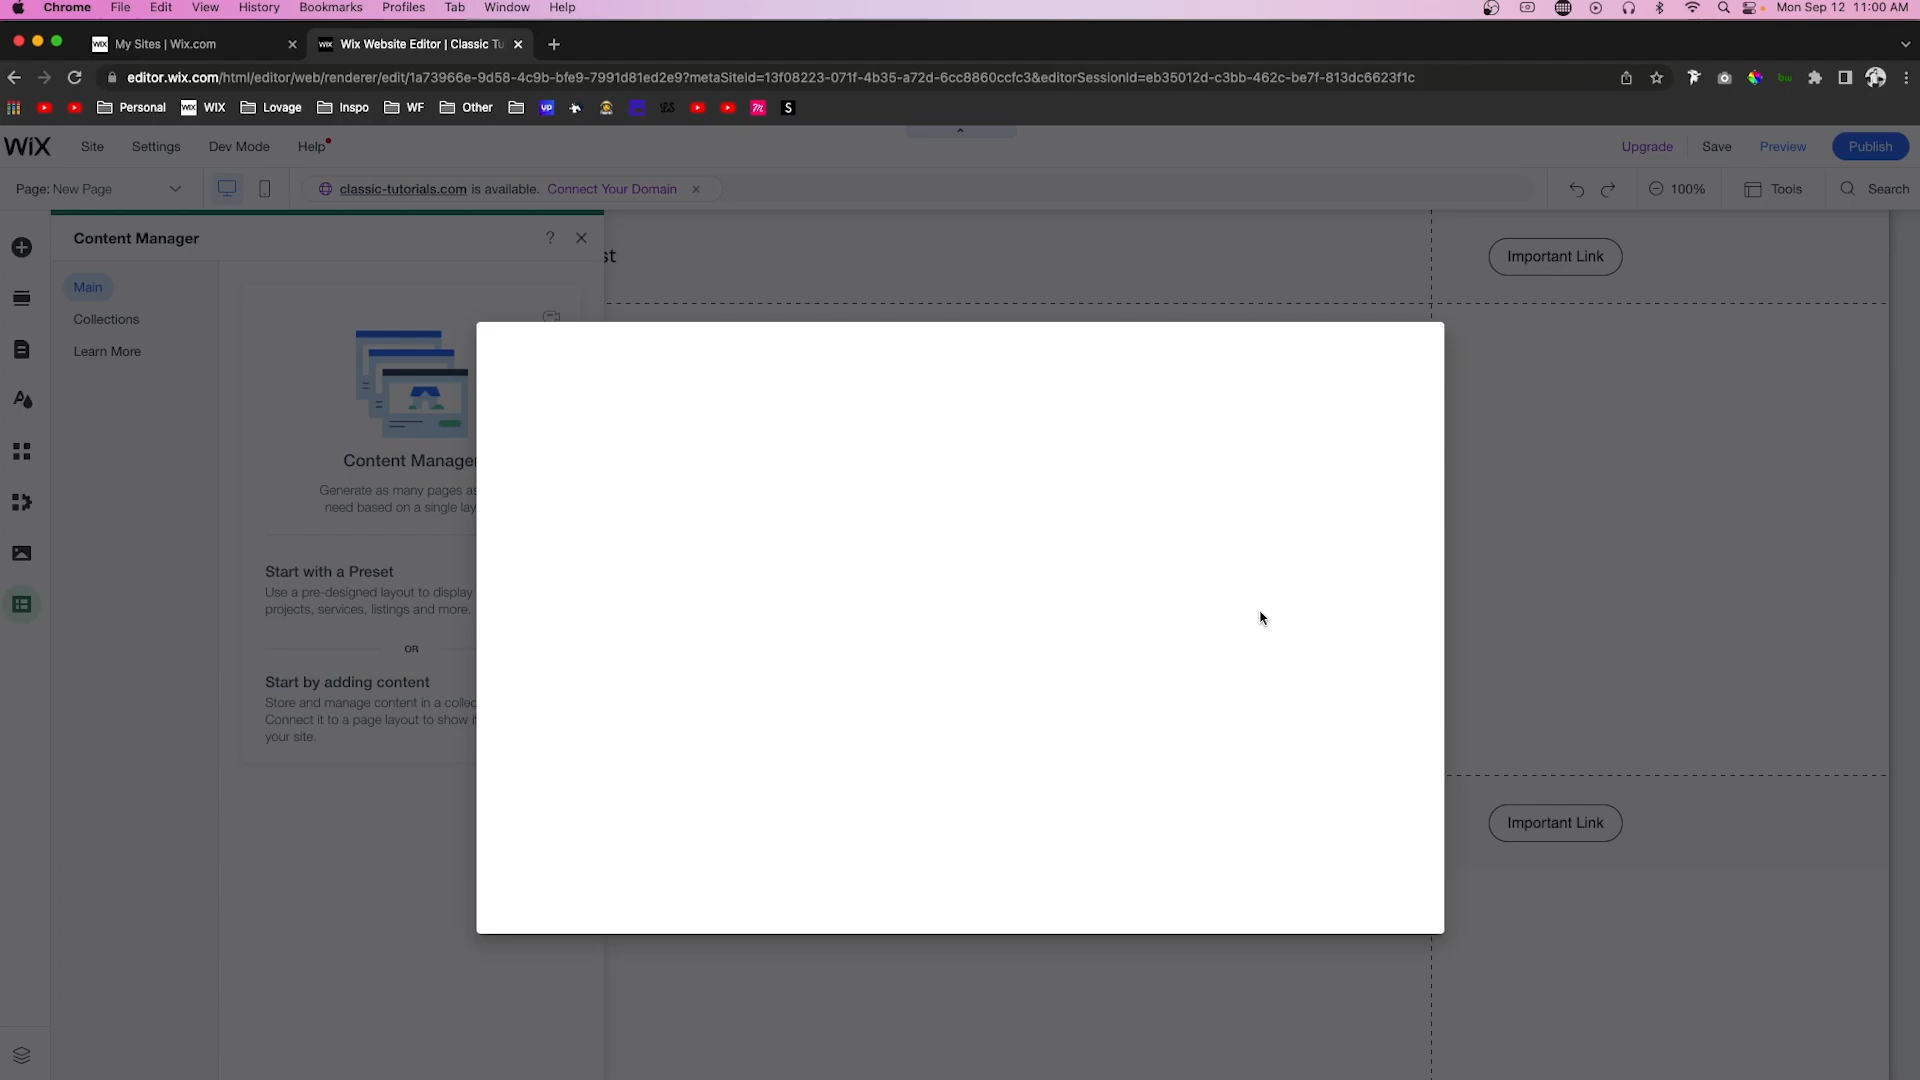 Chrome File Edit View History Bookmarks Profiles Tab Window Help Mon Sep 12 11:00 AM
WIX My Sites | Wix.com WIX Wix Website Editor | Classic Tu
editor.wix.com/html/editor/web/renderer/edit/1a73966e-9d58-4c9b-bfe9-7991d81ed2e9?metaSiteId=13f08223-071f-4b35-a72d-6cc8860ccfc3&editorSessionId=eb35012d-c3bb-462c-be7f-813dc6623f1c bw
Personal WIX WIX Lovage Inspo WF Other up m S
WiX Site Settings Dev Mode Help Upgrade Save Preview Publish
Page: New Page classic-tutorials.com is available. Connect Your Domain 100% Tools Search
Content Manager ?
st
Important Link
Main
Collections
Learn More
Content Manager
Generate as many pages as
need based on a single lay
Start with a Preset
Use a pre-designed layout to display
projects, services, listings and more.
OR
Start by adding content
Store and manage content in a collec
Connect it to a page layout to show i
your site.
Important Link